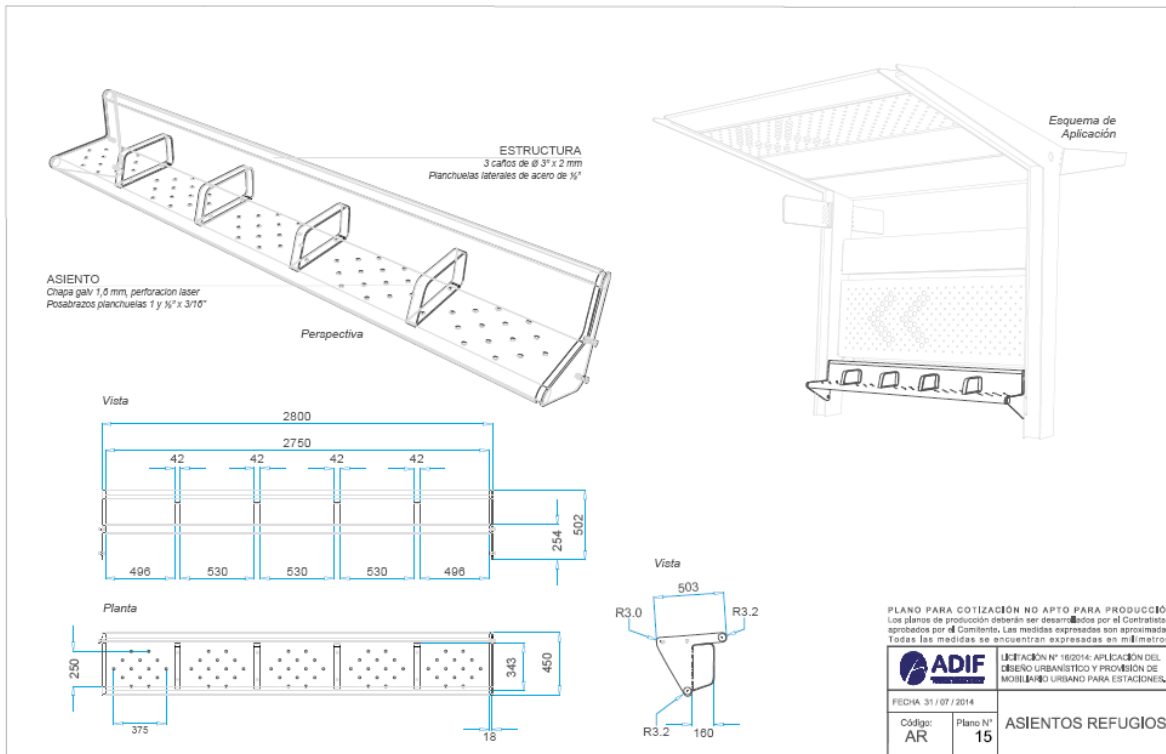 ESTRUCTURA
3 caños de Ø 3" x 2 mm
Planchuelas laterales de acero de ½"
ASIENTO
Chapa galv 1,6 mm, perforacion laser
Posabrazos planchuelas 1 y ½" x 3/16"
Perspectiva
Esquema de
Aplicación
Vista
2800
2750
42 42 42 42
502
254
496 530 530 530 496
Planta
250
375
343
450
18
Vista
503
R3.0
R3.2
R3.2
160
PLANO PARA COTIZACIÓN NO APTO PARA PRODUCCIÓ
Los planos de producción deberán ser desarrollados por el Contratista
aprobados por el Comitente. Las medidas expresadas son aproximada
Todas las medidas se encuentran expresadas en milímetro
ADIF
LICITACIÓN N° 16/2014: APLICACIÓN DEL
DISEÑO URBANÍSTICO Y PROVISIÓN DE
MOBILIARIO URBANO PARA ESTACIONES.
FECHA 31 / 07 / 2014
Código:
AR
Plano N°
15
ASIENTOS REFUGIOS